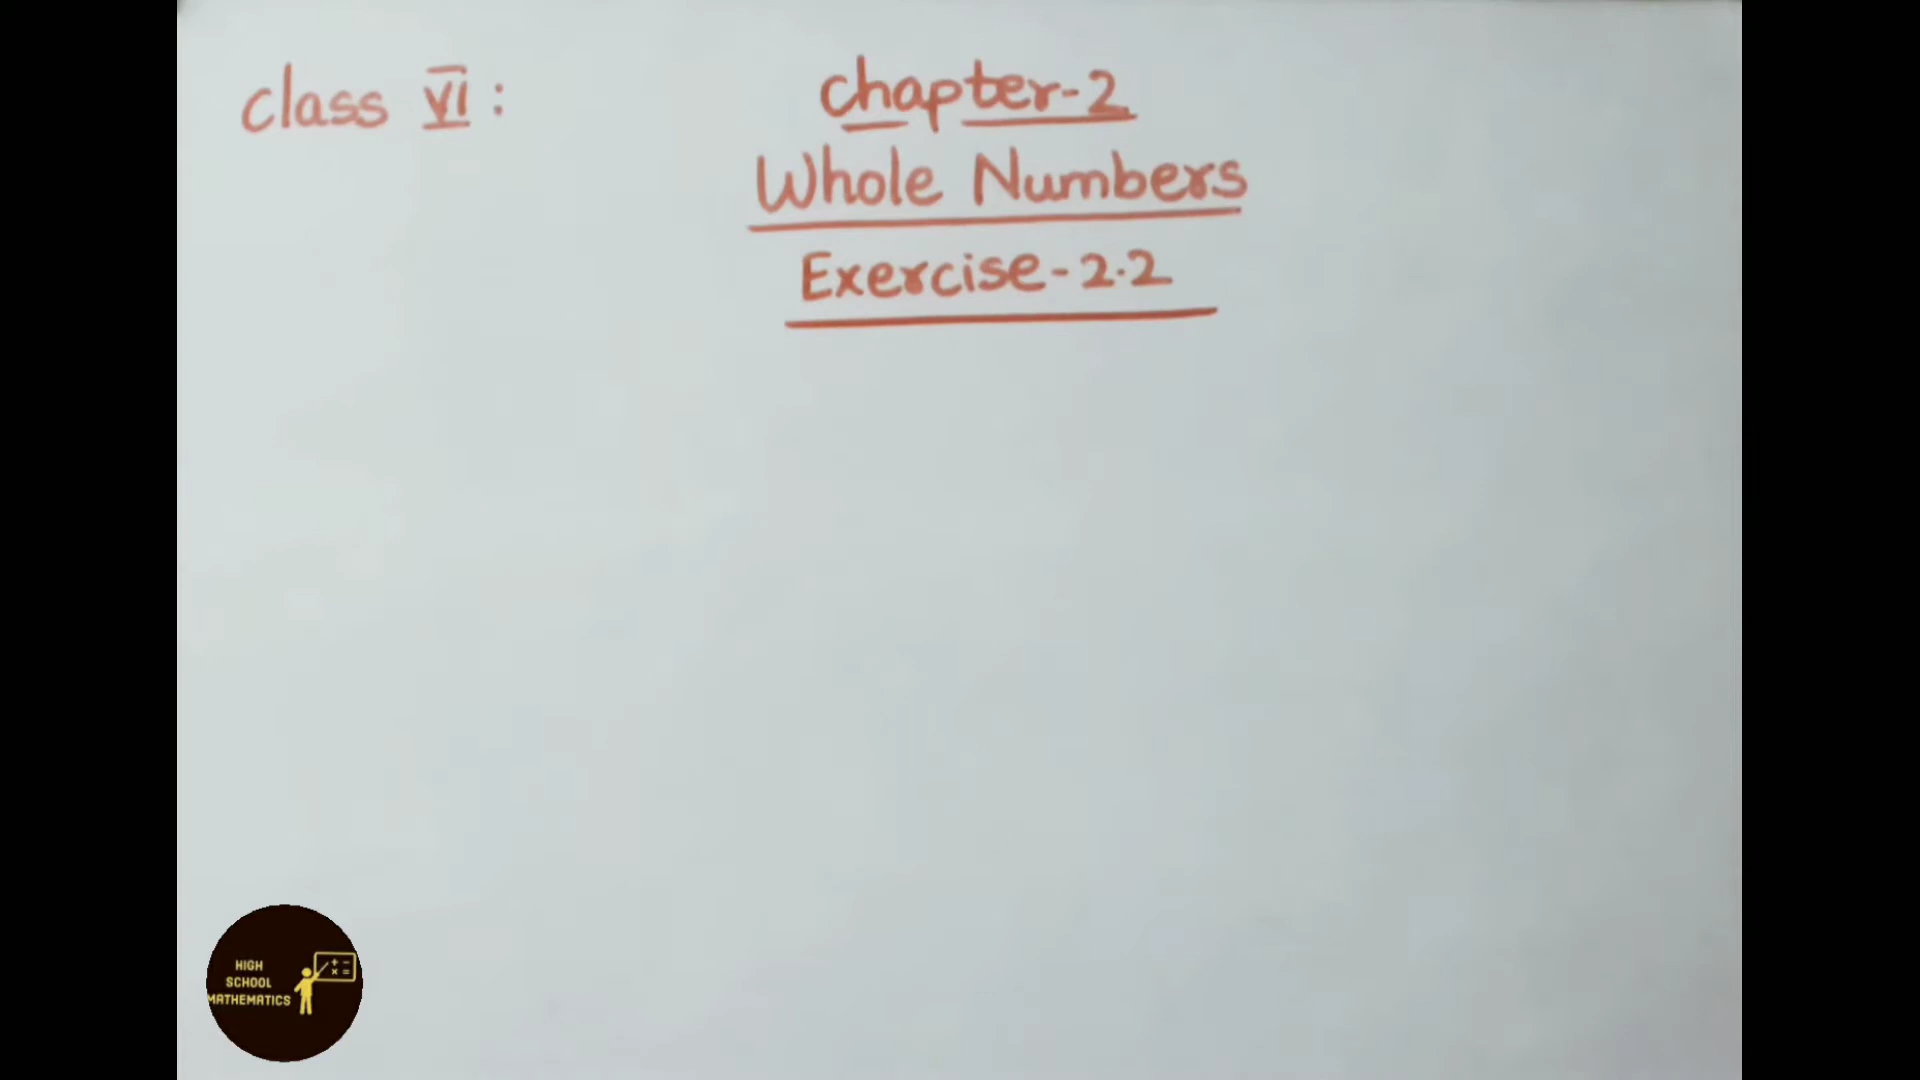 Class VI :
Chapter-2
Whole Numbers
Exercise-2.2
HIGH
SCHOOL
MATHEMATICS
+ -
× =